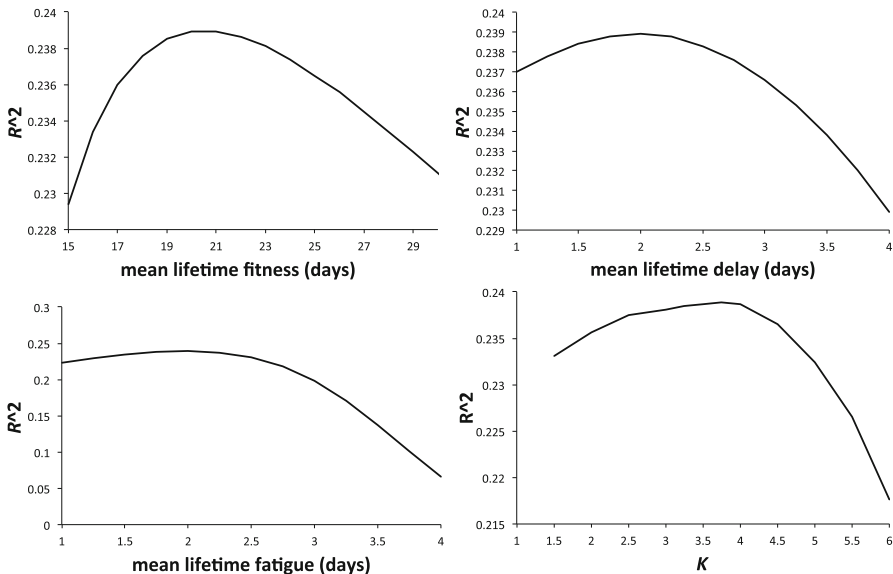 0.24
0.238
0.236
0.234
0.232
0.23
0.228
R^2
15 17 19 21 23 25 27 29
mean lifetime fitness (days)
0.24
0.239
0.238
0.237
0.236
0.235
0.234
0.233
0.232
0.231
0.23
0.229
R^2
1 1.5 2 2.5 3 3.5 4
mean lifetime delay (days)
0.3
0.25
0.2
0.15
0.1
0.05
0
R^2
1 1.5 2 2.5 3 3.5 4
mean lifetime fatigue (days)
0.24
0.235
0.23
0.225
0.22
0.215
R^2
1 1.5 2 2.5 3 3.5 4 4.5 5 5.5 6
K